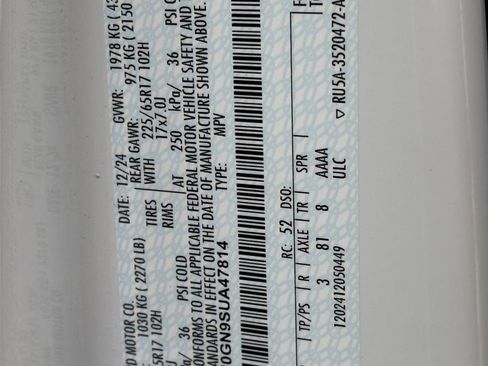 D MOTOR CO. DATE: 12/24 GVWR: 1978 KG ( 43
1030 KG ( 2270 LB) REAR GAWR: 975 KG ( 2150
5R17 102H TIRES WITH 225/65R17 102H
J RIMS 17x7.0J
/ 36 PSI COLD AT 250 kPa/ 36 PSI CO
ONFORMS TO ALL APPLICABLE FEDERAL MOTOR VEHICLE SAFETY AND
ANDARDS IN EFFECT ON THE DATE OF MANUFACTURE SHOWN ABOVE.
0GN9SUA47814 TYPE: MPV
RC: 52 DSO:
TP/PS R AXLE TR SPR
3 81 8 AAAA
1202412050449 ULC
▽ RU5A-3520472-A